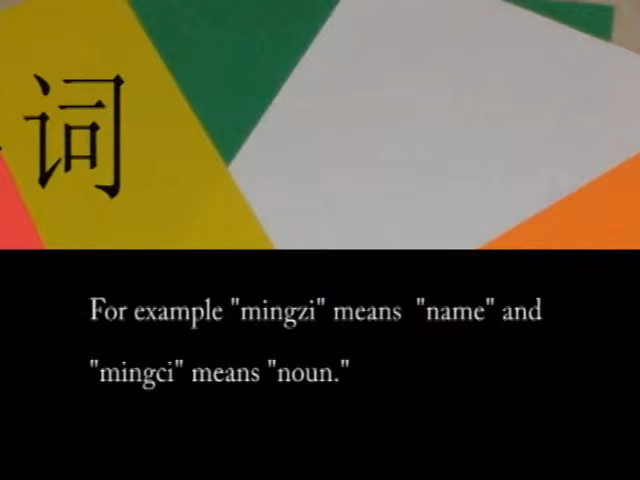 词
For example "mingzi" means "name" and
"mingci" means "noun."